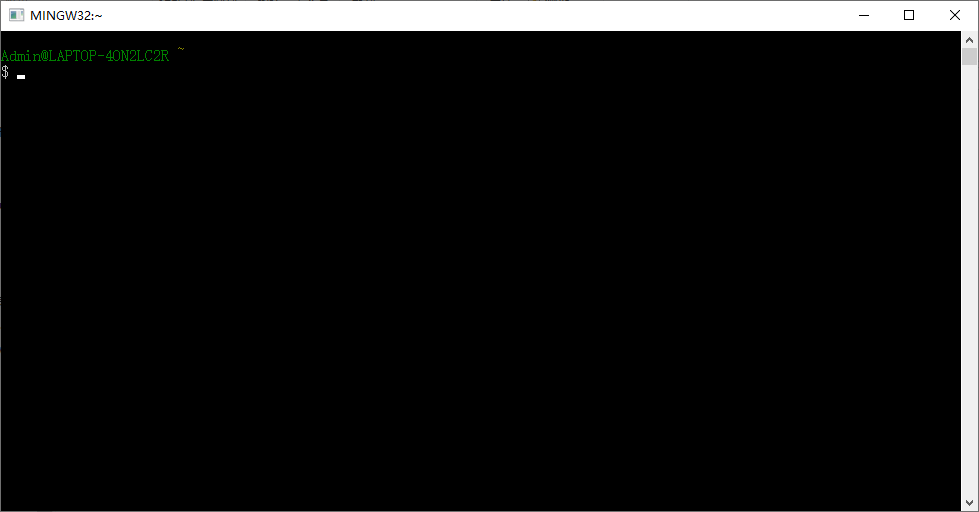 MINGW32:~
Admin@LAPTOP-4ON2LC2R ~
$